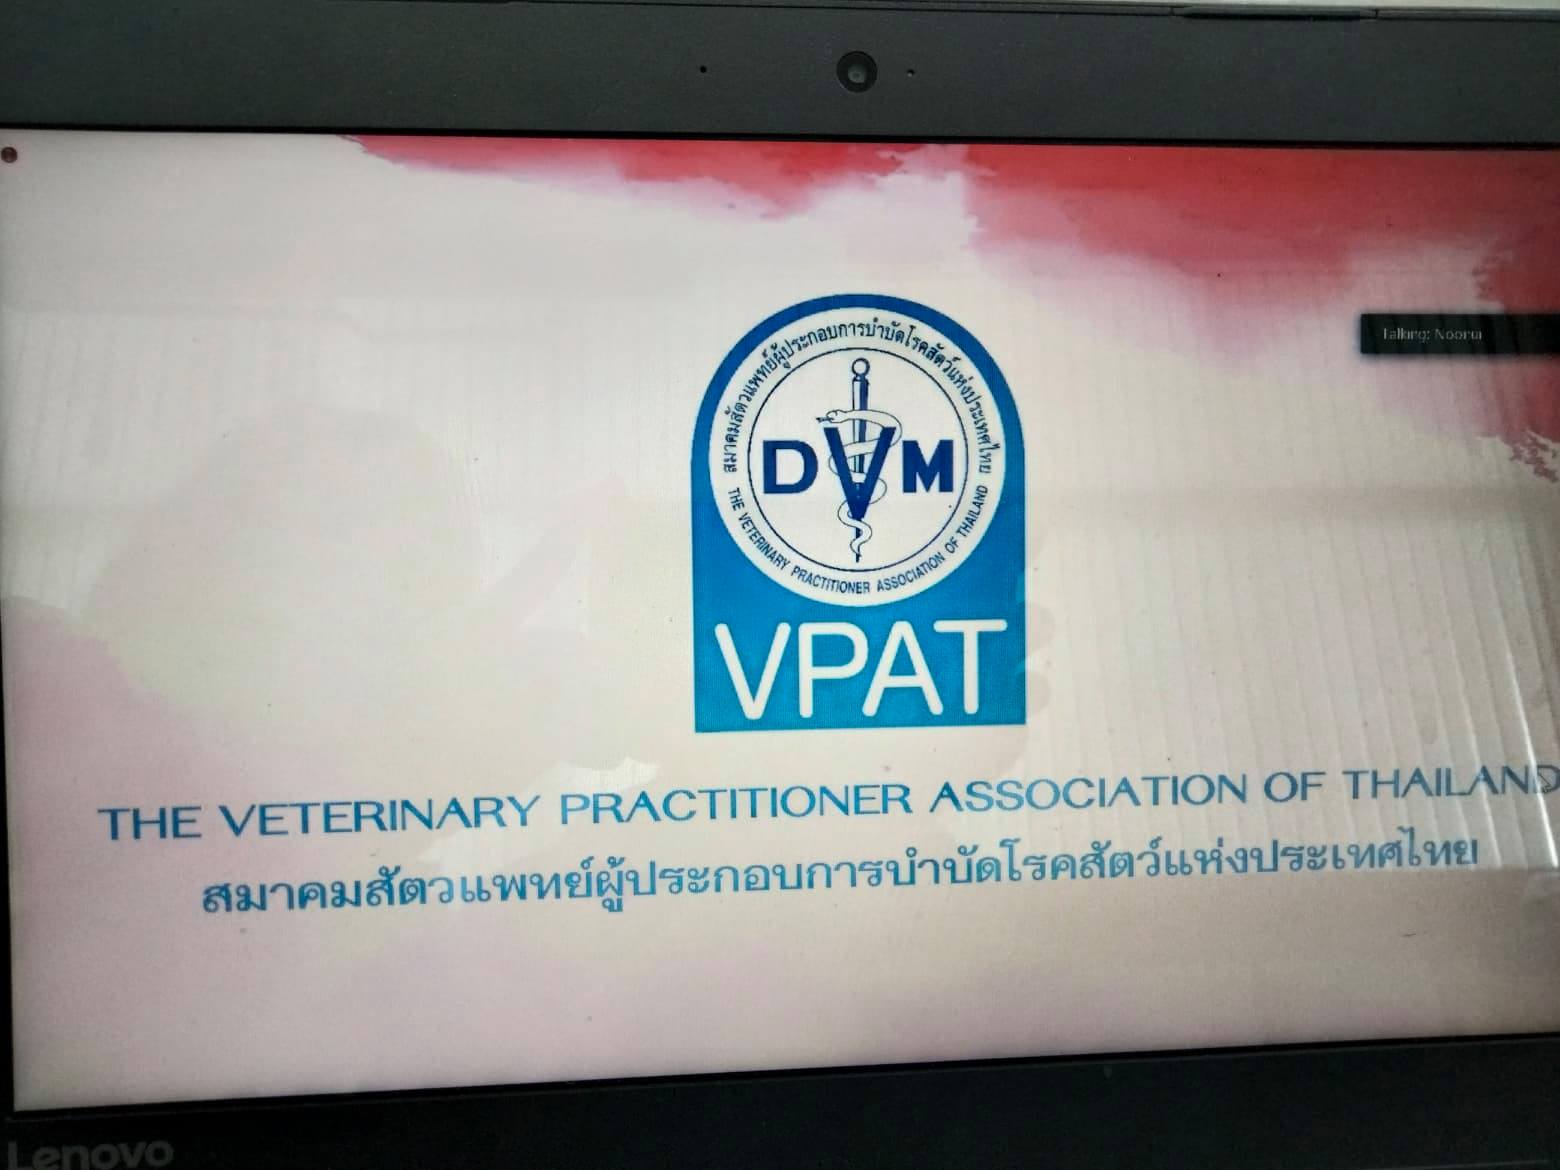 Talking: Noorui
สมาคมสัตวแพทย์ผู้ประกอบการบำบัดโรคสัตว์แห่งประเทศไทย
DVM
THE VETERINARY PRACTITIONER ASSOCIATION OF THAILAND
VPAT
THE VETERINARY PRACTITIONER ASSOCIATION OF THAILAND
สมาคมสัตวแพทย์ผู้ประกอบการบำบัดโรคสัตว์แห่งประเทศไทย
Lenovo